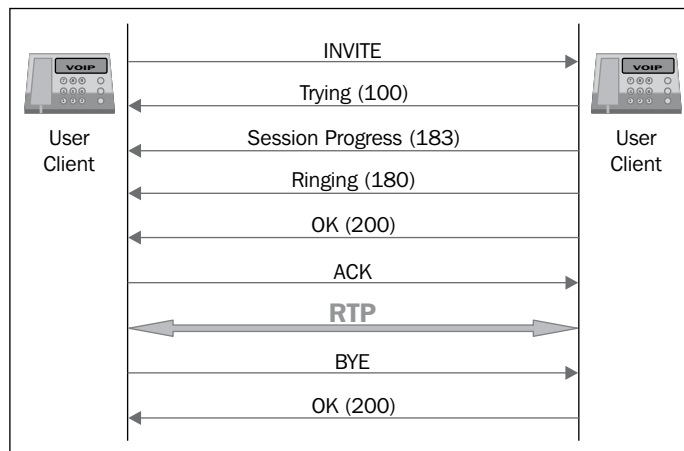 INVITE
VOIP
VOIP
Trying (100)
User
Client
User
Client
Session Progress (183)
Ringing (180)
OK (200)
ACK
RTP
BYE
OK (200)